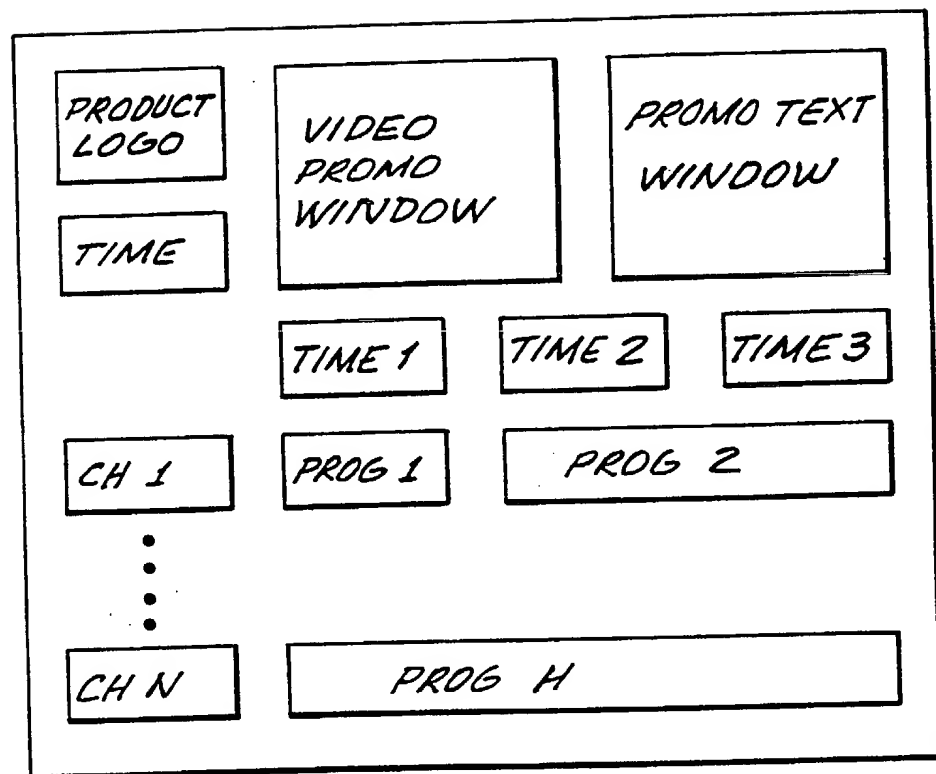 PRODUCT
LOGO
VIDEO
PROMO
WINDOW
PROMO TEXT
WINDOW
TIME
TIME 1
TIME 2
TIME 3
CH 1
PROG 1
PROG 2
CH N
PROG H